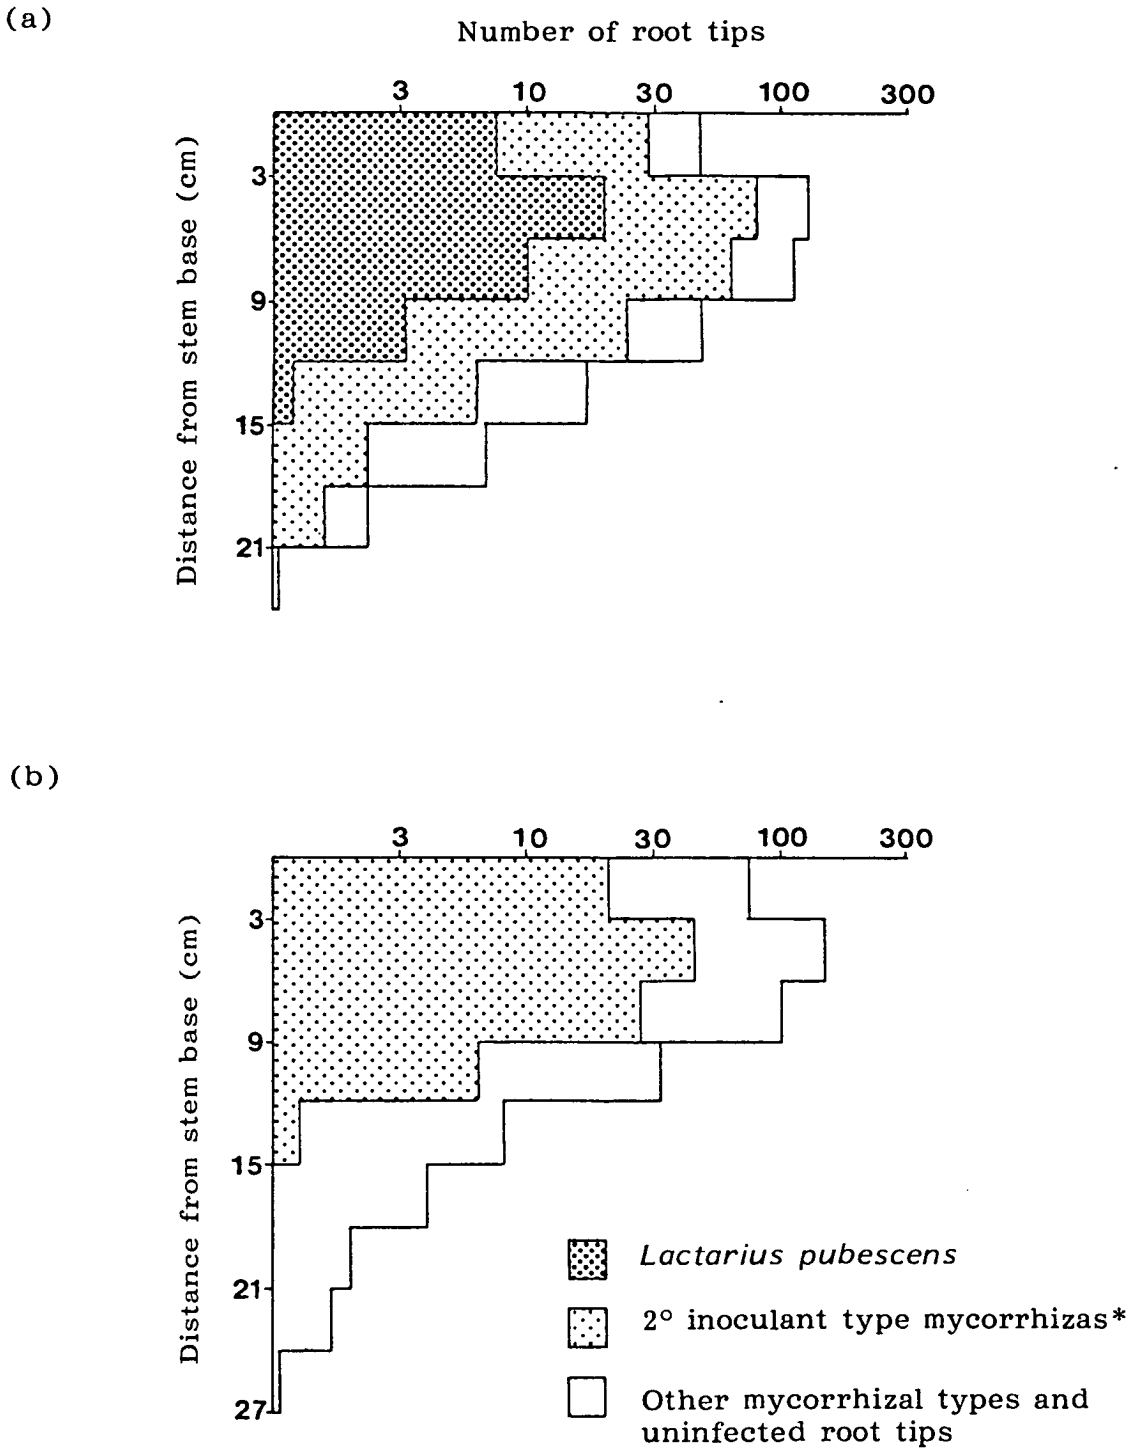 (a)
Number of root tips
3 10 30 100 300
Distance from stem base (cm)
3
9
15
21
(b)
3 10 30 100 300
Distance from stem base (cm)
3
9
15
21
27
Lactarius pubescens
2° inoculant type mycorrhizas*
Other mycorrhizal types and
uninfected root tips